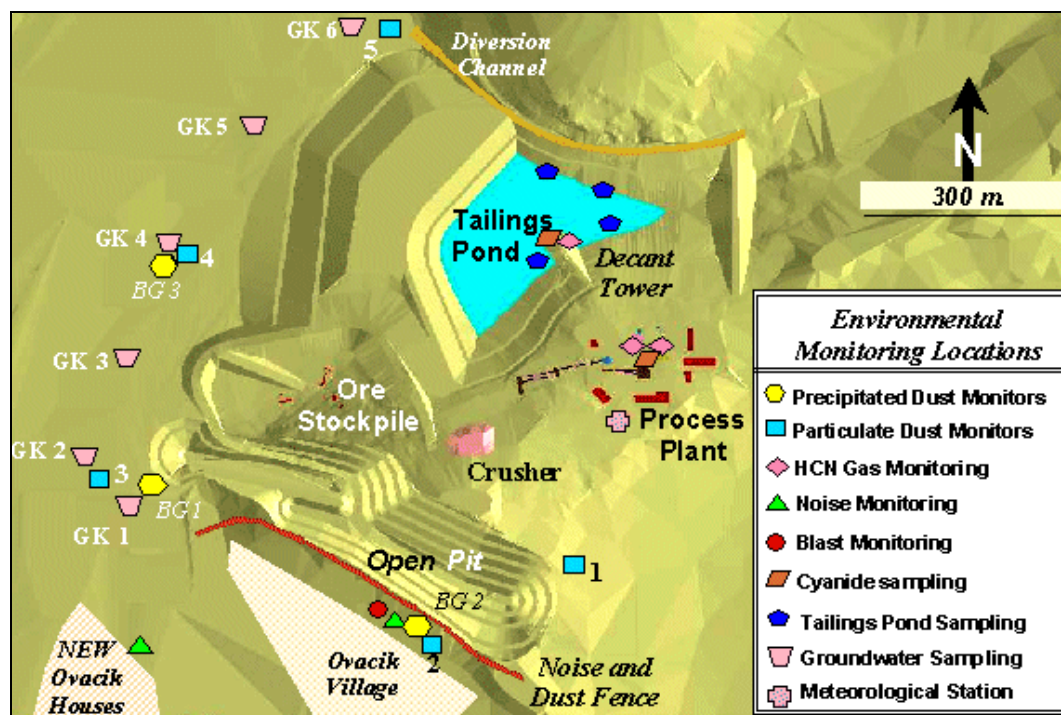 GK 6
5
Diversion
Channel
GK 5
N
300 m.
Tailings
Pond
GK 4
4
BG 3
Decant
Tower
GK 3
Ore
Stockpile
Process
Plant
Crusher
GK 2
3
BG 1
GK 1
Open Pit
1
BG 2
2
NEW
Ovacik
Houses
Ovacik
Village
Noise and
Dust Fence
Environmental
Monitoring Locations
Precipitated Dust Monitors
Particulate Dust Monitors
HCN Gas Monitoring
Noise Monitoring
Blast Monitoring
Cyanide sampling
Tailings Pond Sampling
Groundwater Sampling
Meteorological Station